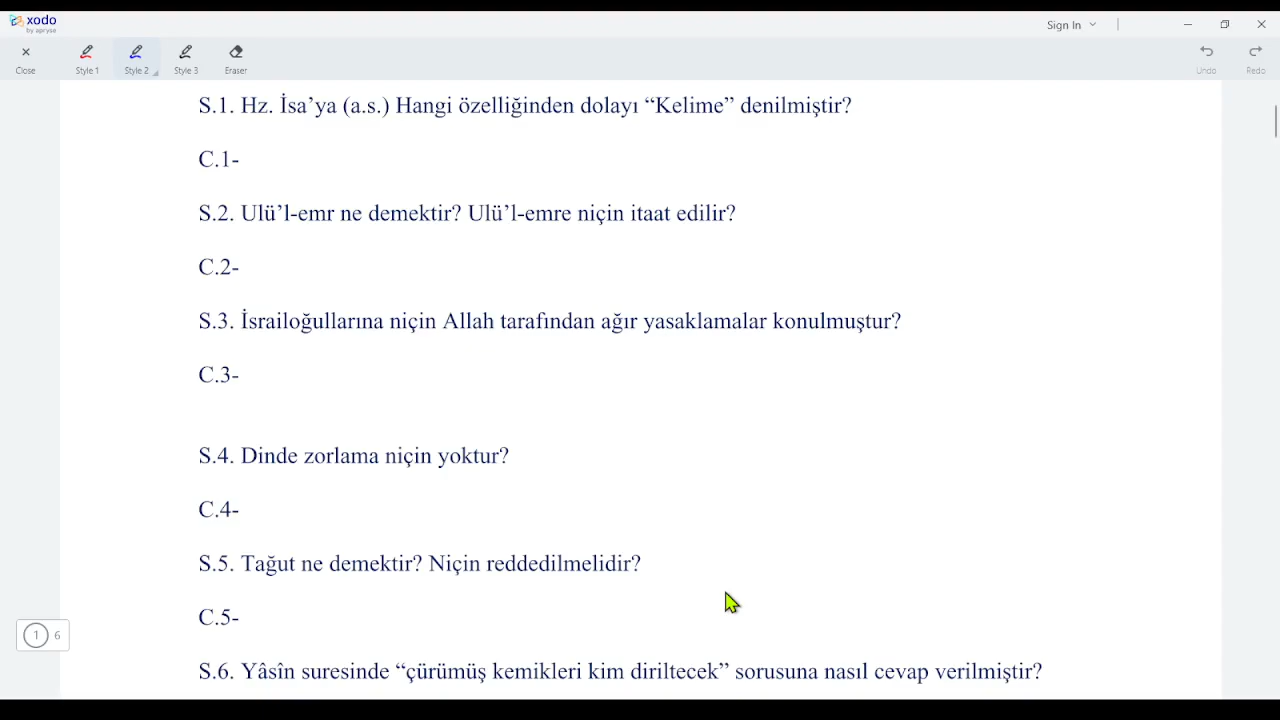 xodo
by apryse
Sign In
Close
Style 1
Style 2
Style 3
Eraser
Undo
Redo
S.1. Hz. İsa’ya (a.s.) Hangi özelliğinden dolayı “Kelime” denilmiştir?
C.1-
S.2. Ulü’l-emr ne demektir? Ulü’l-emre niçin itaat edilir?
C.2-
S.3. İsrailoğullarına niçin Allah tarafından ağır yasaklamalar konulmuştur?
C.3-
S.4. Dinde zorlama niçin yoktur?
C.4-
S.5. Tağut ne demektir? Niçin reddedilmelidir?
C.5-
1 6
S.6. Yâsîn suresinde “çürümüş kemikleri kim diriltecek” sorusuna nasıl cevap verilmiştir?